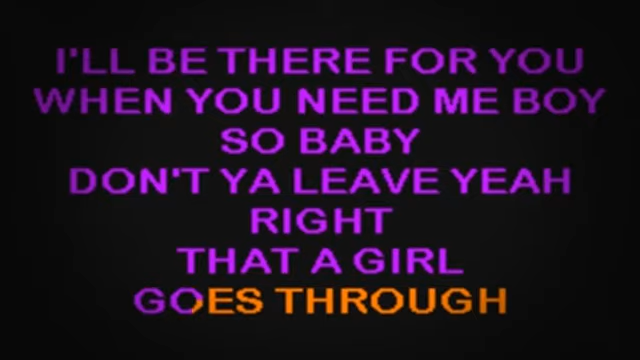 I'LL BE THERE FOR YOU
WHEN YOU NEED ME BOY
SO BABY
DON'T YA LEAVE YEAH
RIGHT
THAT A GIRL
GOES THROUGH